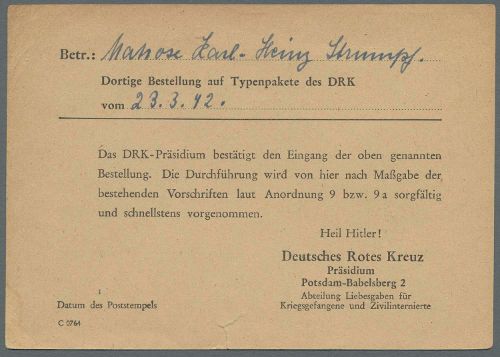 Betr.: Matrose Karl-Heinz Strumpf.
Dortige Bestellung auf Typenpakete des DRK
vom 23.3.42.
Das DRK-Präsidium bestätigt den Eingang der oben genannten
Bestellung. Die Durchführung wird von hier nach Maßgabe der
bestehenden Vorschriften laut Anordnung 9 bzw. 9a sorgfältig
und schnellstens vorgenommen.
Heil Hitler!
Deutsches Rotes Kreuz
Präsidium
Potsdam-Babelsberg 2
Abteilung Liebesgaben für
Kriegsgefangene und Zivilinternierte
Datum des Poststempels
C 0764